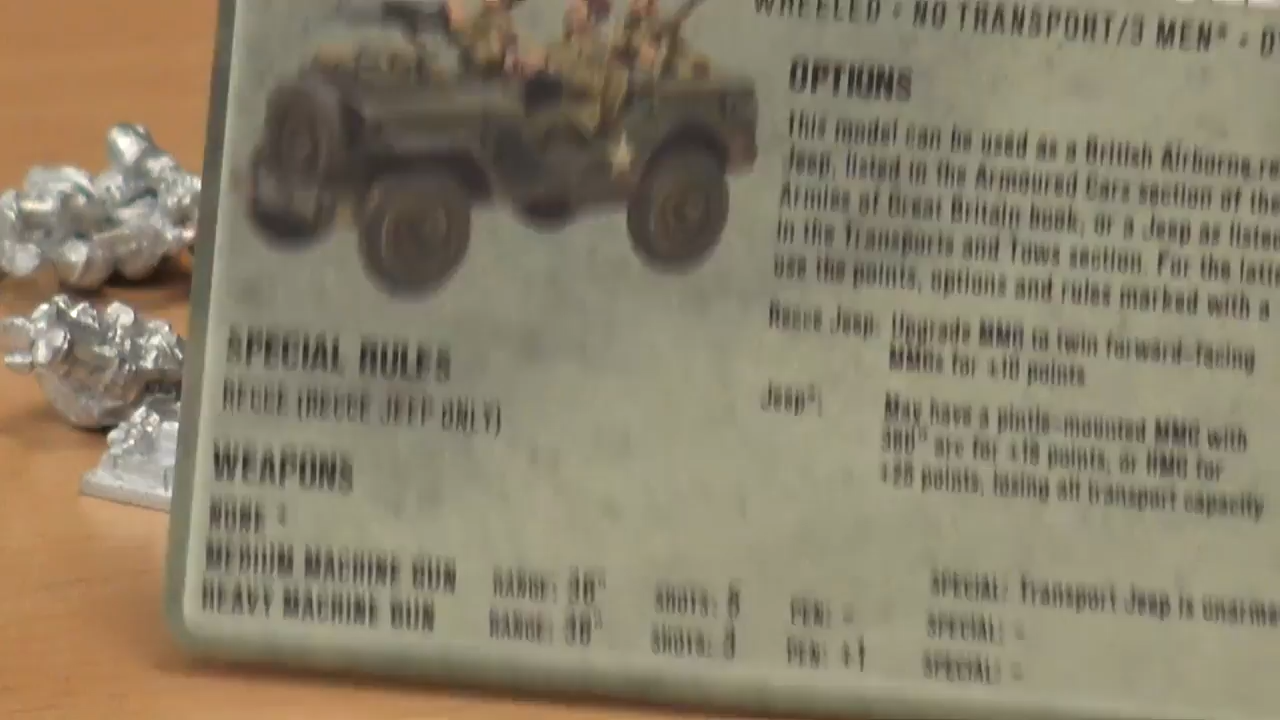 WHEELED - NO TRANSPORT/3 MEN* -
OPTIONS
This model can be used as a British Airborne
Jeep, listed in the Armoured Cars section of the
Armies of Great Britain book, or a Jeep as
in the Transports and Tows section. For the
use the points, options and rules marked with a
Recce Jeep: Upgrade MMG to twin forward-facing
MMGs for +10 points
Jeep*: May have a pintle-mounted MMG with
360° arc for +15 points, or HMG for
+25 points, losing all transport capacity
SPECIAL RULES
RECCE (RECCE JEEP ONLY)
WEAPONS
NONE * SPECIAL: Transport Jeep is
MEDIUM MACHINE GUN RANGE: 36" SHOTS: PEN: - SPECIAL: -
HEAVY MACHINE GUN RANGE: 36" SHOTS: 3 PEN: +1 SPECIAL: -